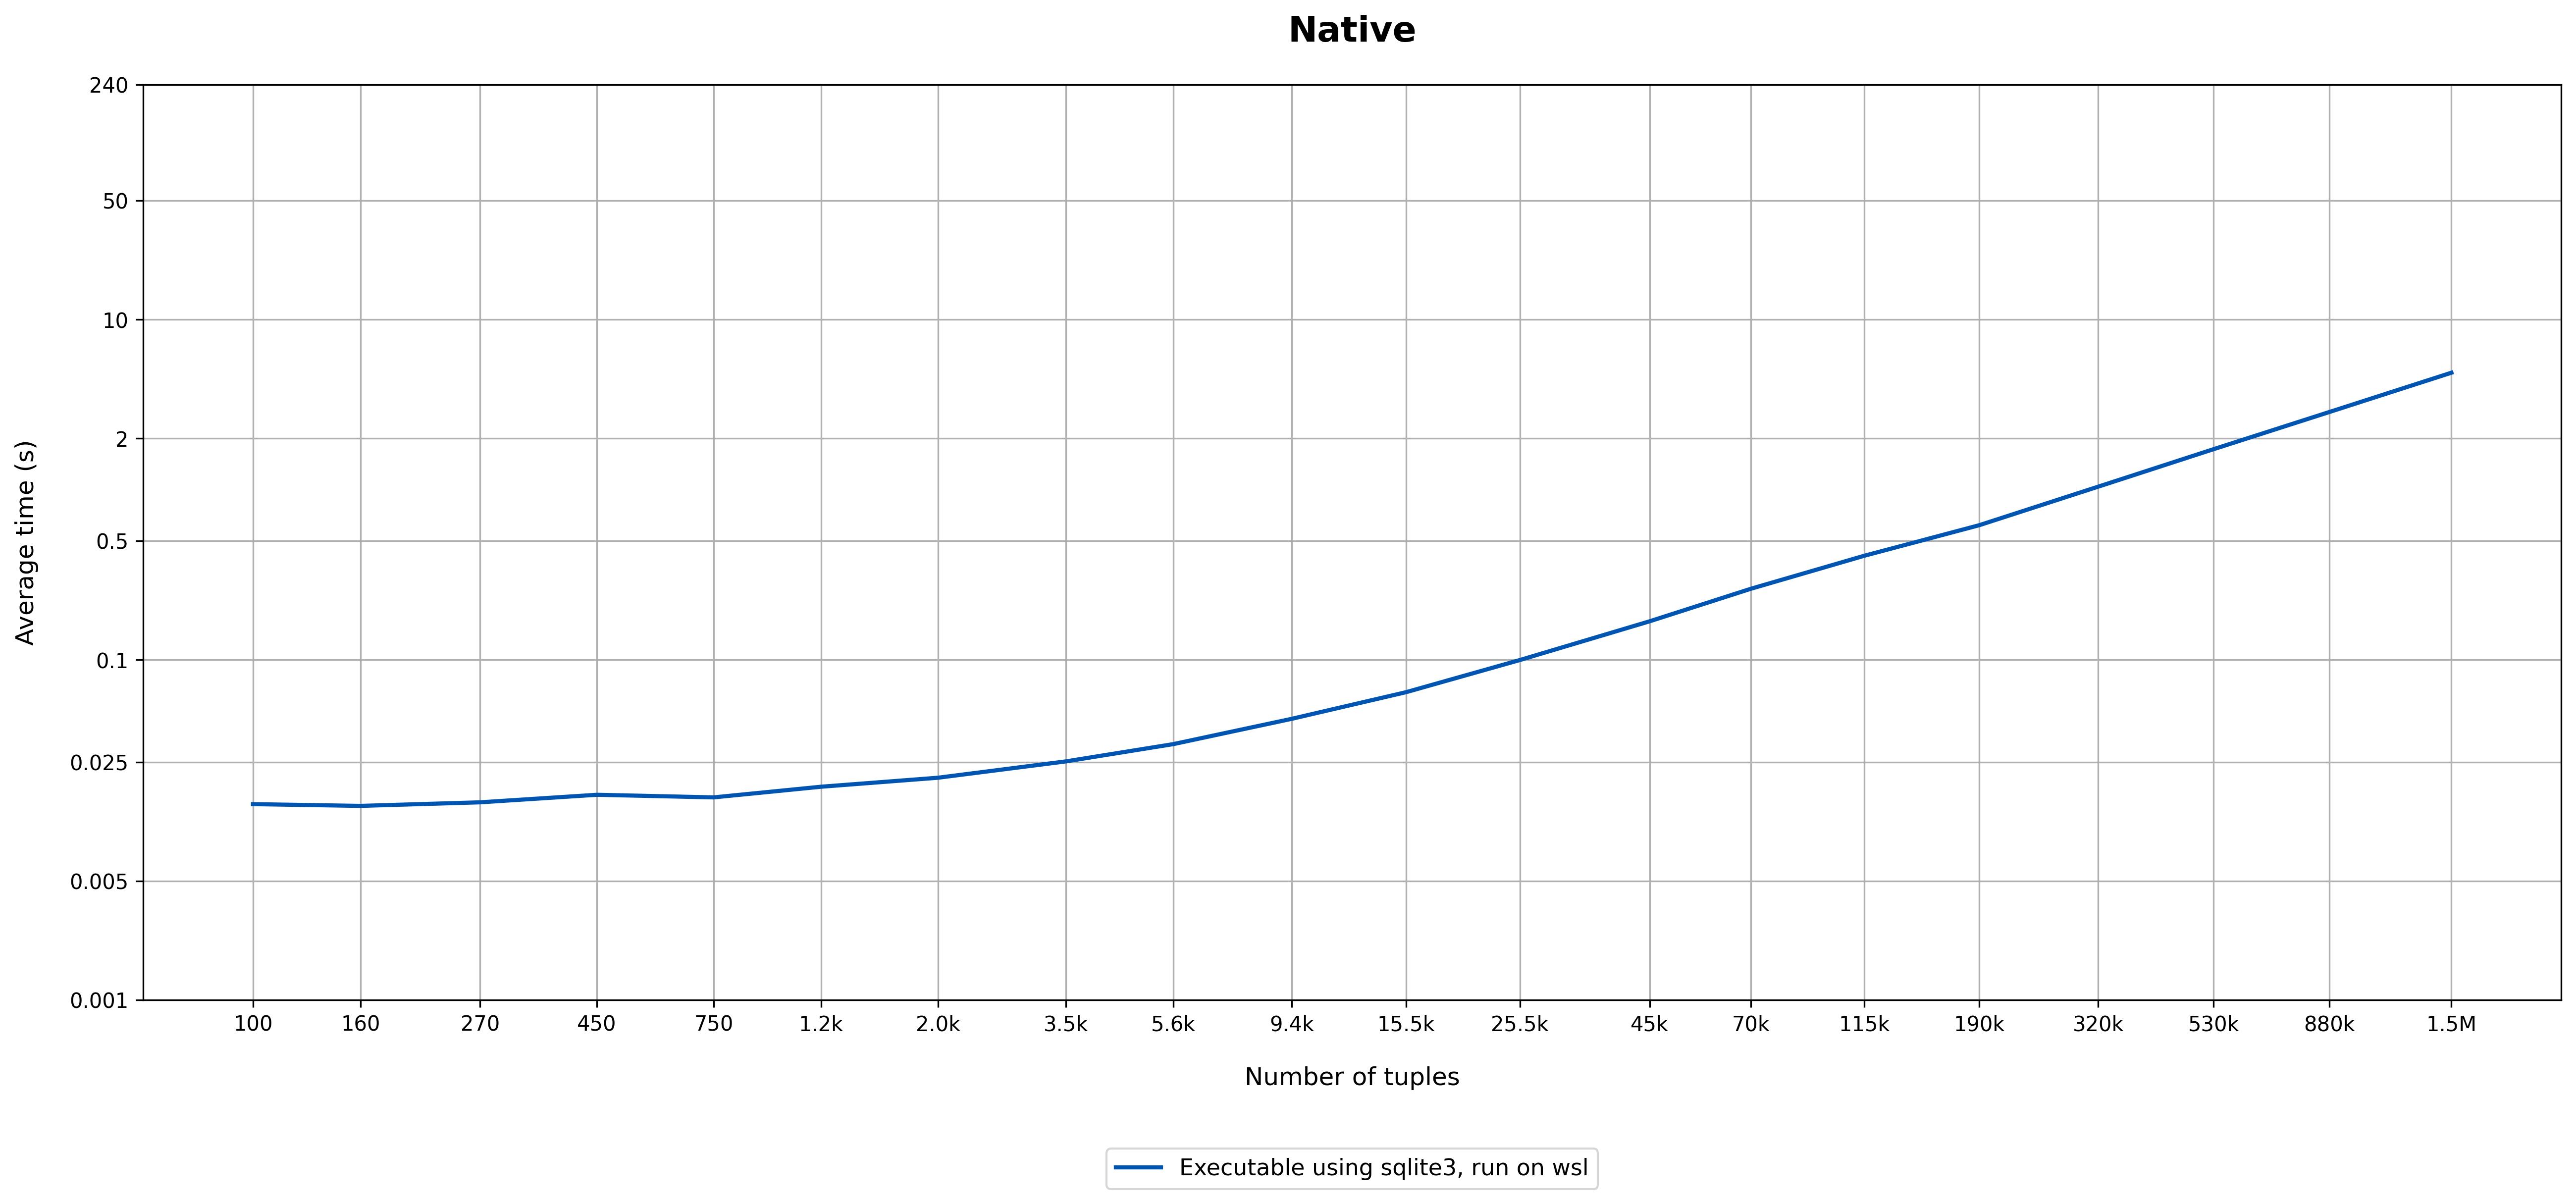 Native
240
50
10
2
0.5
0.1
0.025
0.005
0.001
Average time (s)
100 160 270 450 750 1.2k 2.0k 3.5k 5.6k 9.4k 15.5k 25.5k 45k 70k 115k 190k 320k 530k 880k 1.5M
Number of tuples
Executable using sqlite3, run on wsl